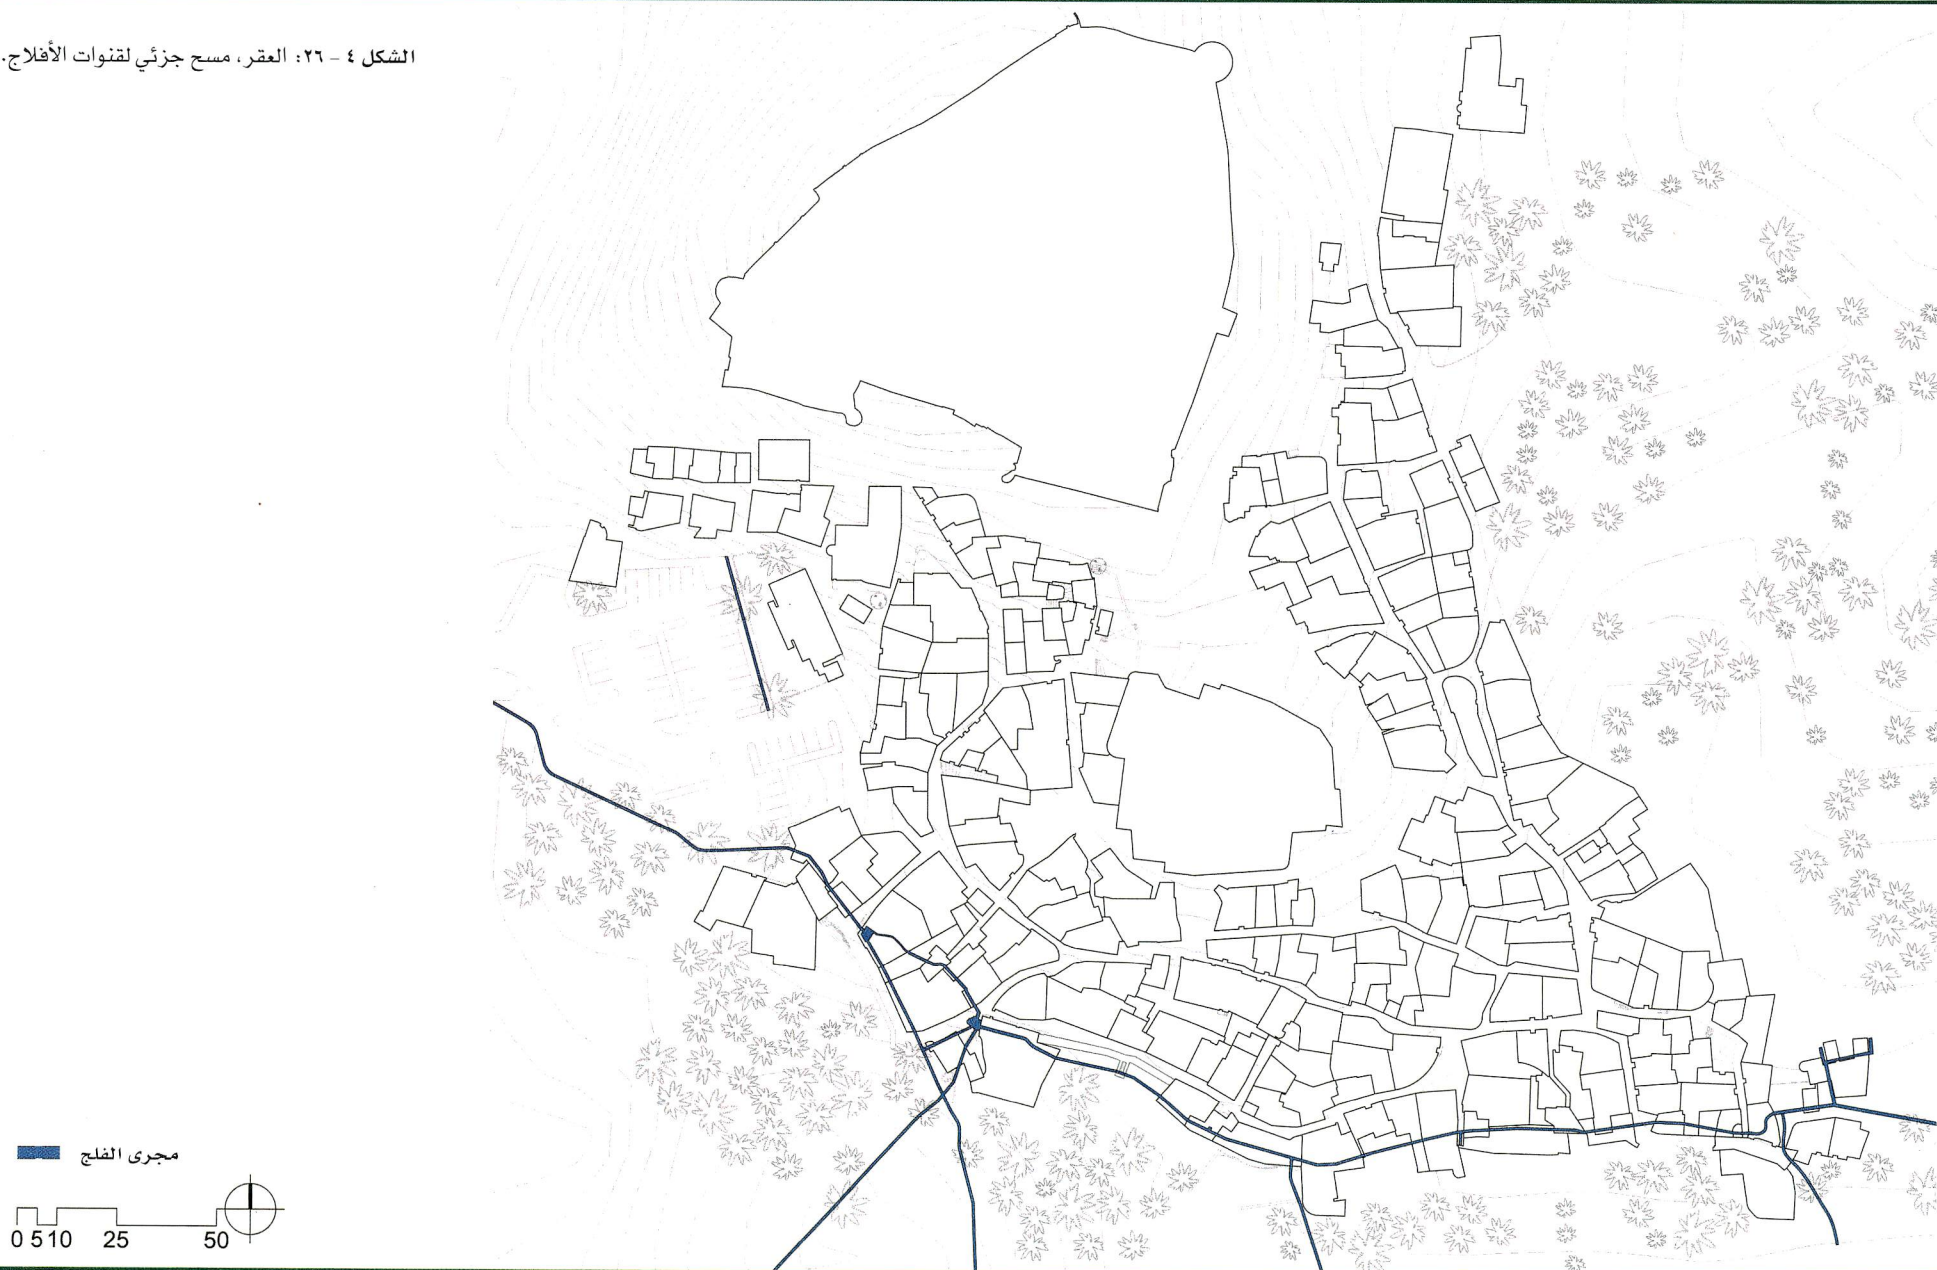 الشكل ٤ - ٢٦: العقر، مسح جزئي لقنوات الأفلاج.
مجرى الفلج
0 5 10 25 50